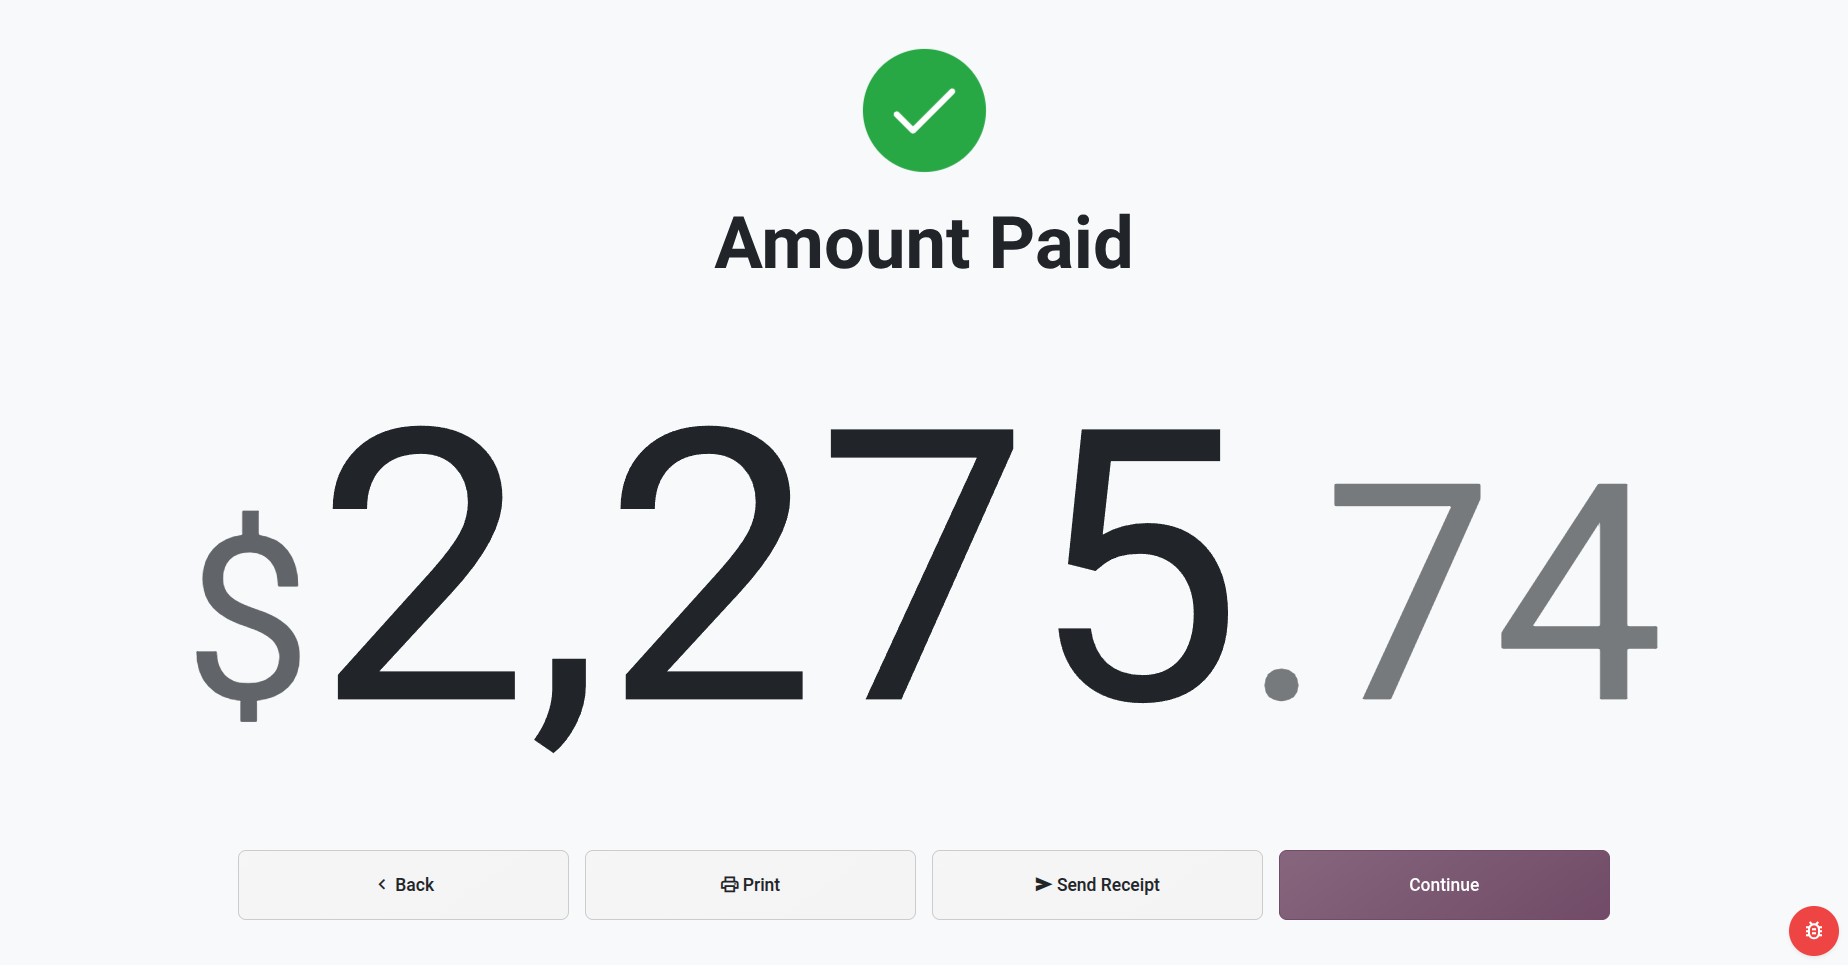 Amount Paid
$2,275.74
Back
Print
Send Receipt
Continue